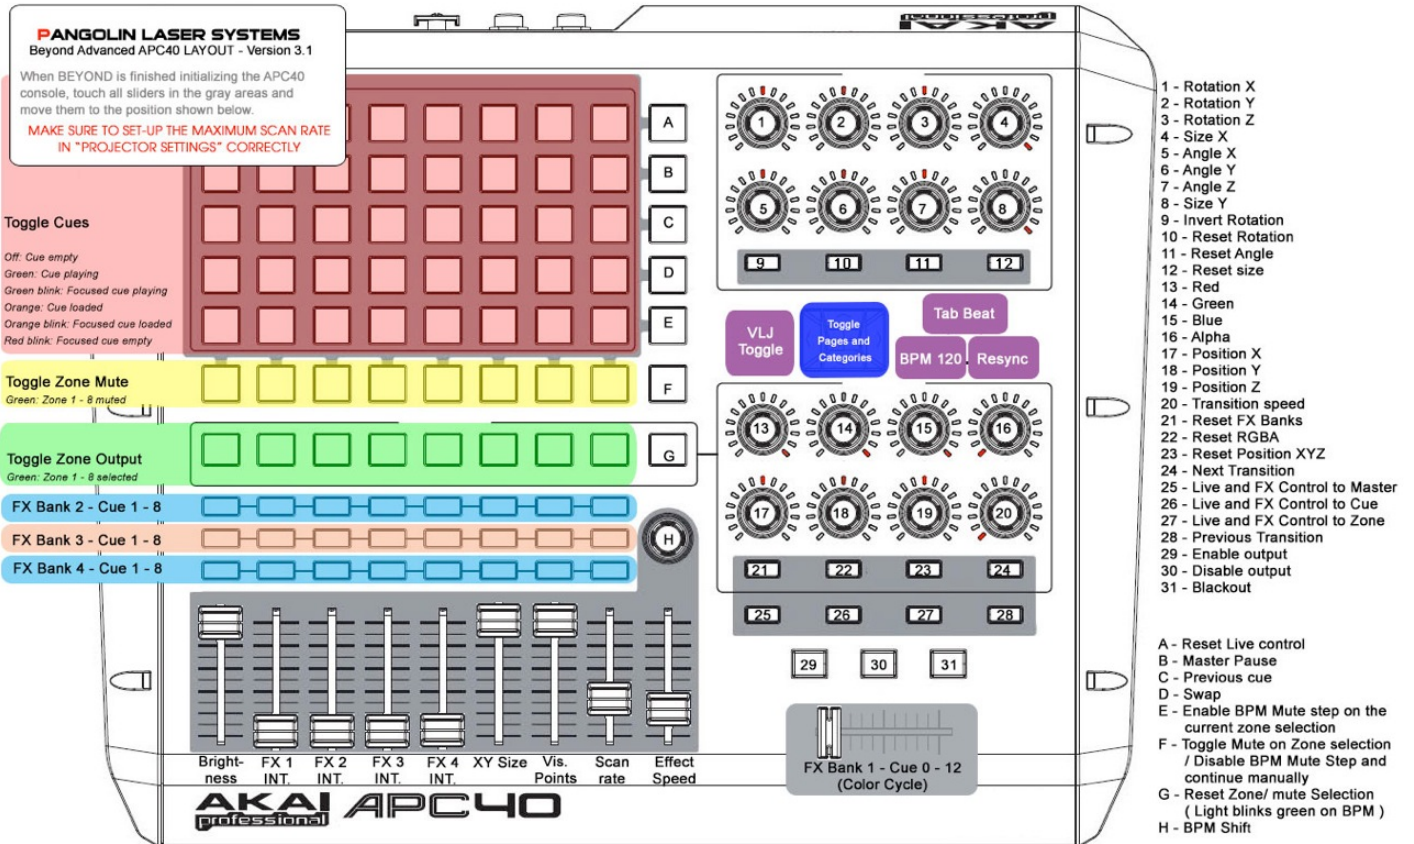 PANGOLIN LASER SYSTEMS
Beyond Advanced APC40 LAYOUT - Version 3.1
When BEYOND is finished initializing the APC40
console, touch all sliders in the gray areas and
move them to the position shown below.
MAKE SURE TO SET-UP THE MAXIMUM SCAN RATE
IN "PROJECTOR SETTINGS" CORRECTLY
AKAI
professional
Toggle Cues
Off: Cue empty
Green: Cue playing
Green blink: Focused cue playing
Orange: Cue loaded
Orange blink: Focused cue loaded
Red blink: Focused cue empty
Toggle Zone Mute
Green: Zone 1 - 8 muted
Toggle Zone Output
Green: Zone 1 - 8 selected
FX Bank 2 - Cue 1 - 8
FX Bank 3 - Cue 1 - 8
FX Bank 4 - Cue 1 - 8
A
B
C
D
E
F
G
H
1 2 3 4
5 6 7 8
9 10 11 12
VLJ
Toggle
Toggle
Pages and
Categories
Tab Beat
BPM 120
Resync
13 14 15 16
17 18 19 20
21 22 23 24
25 26 27 28
29 30 31
FX Bank 1 - Cue 0 - 12
(Color Cycle)
Bright-
ness
FX 1
INT.
FX 2
INT.
FX 3
INT.
FX 4
INT.
XY Size
Vis.
Points
Scan
rate
Effect
Speed
AKAI
professional
APC40
1 - Rotation X
2 - Rotation Y
3 - Rotation Z
4 - Size X
5 - Angle X
6 - Angle Y
7 - Angle Z
8 - Size Y
9 - Invert Rotation
10 - Reset Rotation
11 - Reset Angle
12 - Reset size
13 - Red
14 - Green
15 - Blue
16 - Alpha
17 - Position X
18 - Position Y
19 - Position Z
20 - Transition speed
21 - Reset FX Banks
22 - Reset RGBA
23 - Reset Position XYZ
24 - Next Transition
25 - Live and FX Control to Master
26 - Live and FX Control to Cue
27 - Live and FX Control to Zone
28 - Previous Transition
29 - Enable output
30 - Disable output
31 - Blackout
A - Reset Live control
B - Master Pause
C - Previous cue
D - Swap
E - Enable BPM Mute step on the
current zone selection
F - Toggle Mute on Zone selection
/ Disable BPM Mute Step and
continue manually
G - Reset Zone/ mute Selection
( Light blinks green on BPM )
H - BPM Shift